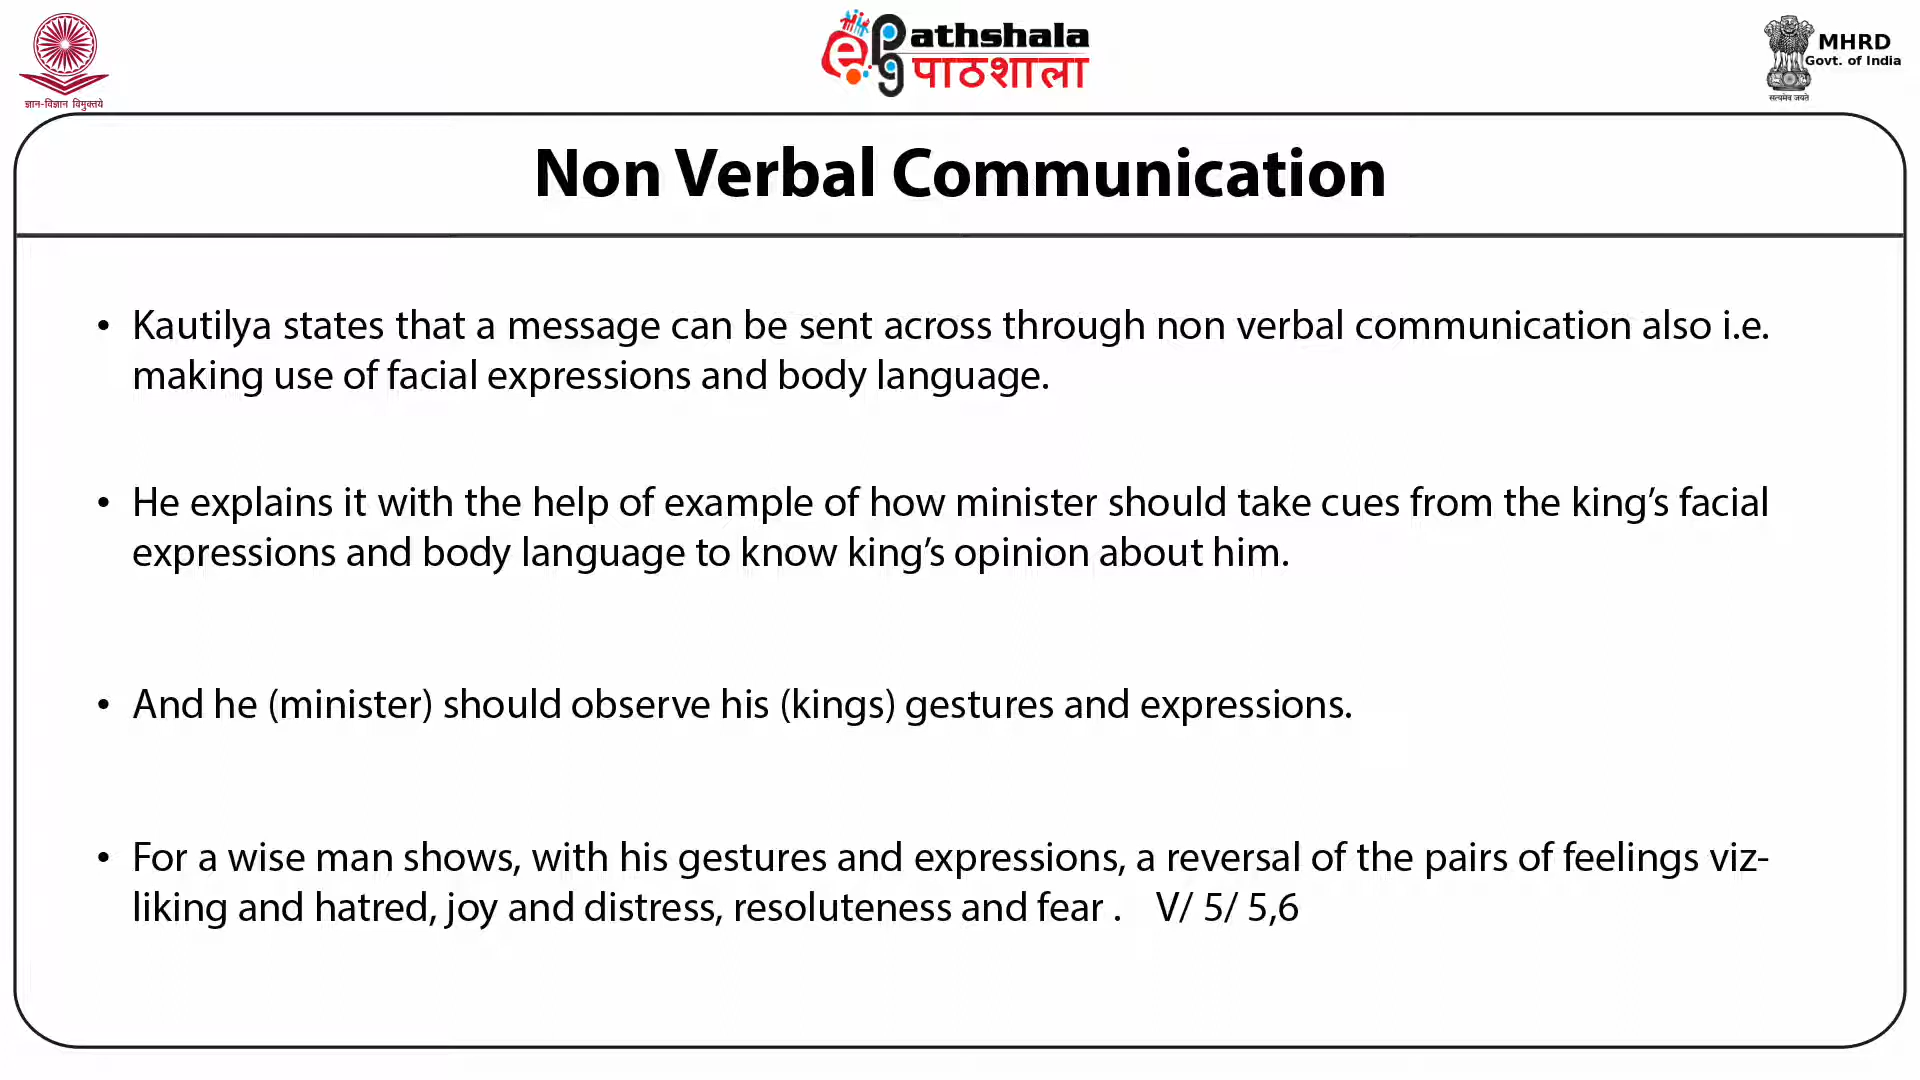 ज्ञान-विज्ञान विमुक्तये
ePathshala
पाठशाला
MHRD
Govt. of India
सत्यमेव जयते
Non Verbal Communication
• Kautilya states that a message can be sent across through non verbal communication also i.e.
making use of facial expressions and body language.
• He explains it with the help of example of how minister should take cues from the king’s facial
expressions and body language to know king’s opinion about him.
• And he (minister) should observe his (kings) gestures and expressions.
• For a wise man shows, with his gestures and expressions, a reversal of the pairs of feelings viz-
liking and hatred, joy and distress, resoluteness and fear . V/ 5/ 5,6